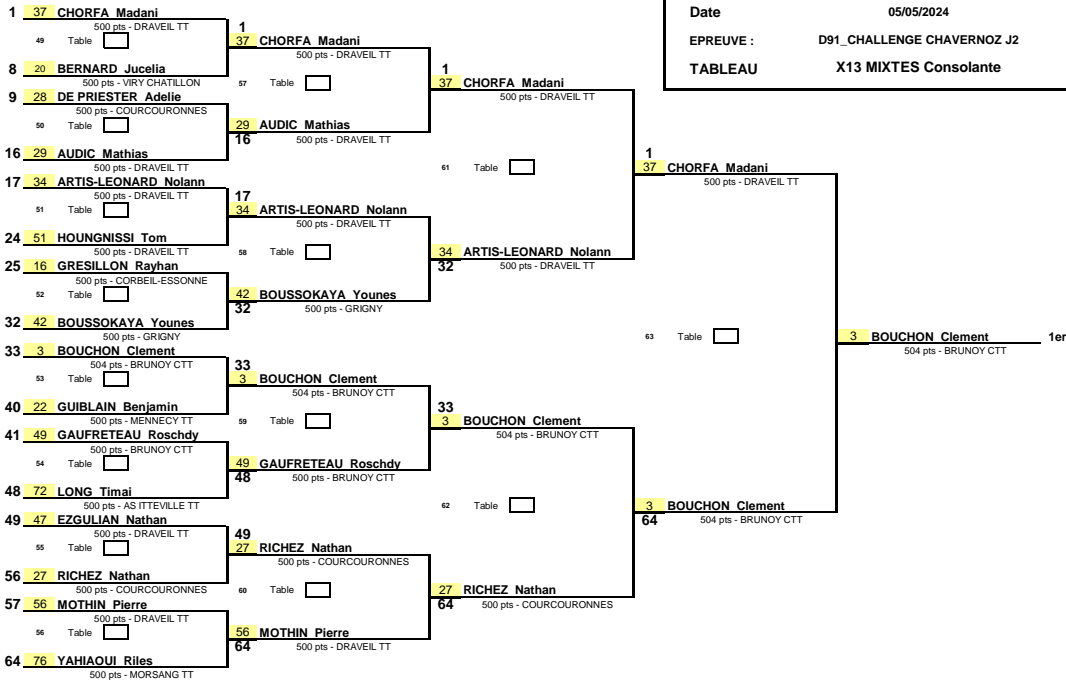 Date 05/05/2024
EPREUVE : D91_CHALLENGE CHAVERNOZ J2
TABLEAU X13 MIXTES Consolante
1 37 CHORFA Madani
500 pts - DRAVEIL TT
49 Table
8 20 BERNARD Jucelia
500 pts - VIRY CHATILLON
9 28 DE PRIESTER Adelie
500 pts - COURCOURONNES
50 Table
16 29 AUDIC Mathias
500 pts - DRAVEIL TT
17 34 ARTIS-LEONARD Nolann
500 pts - DRAVEIL TT
51 Table
24 51 HOUNGNISSI Tom
500 pts - DRAVEIL TT
25 16 GRESILLON Rayhan
500 pts - CORBEIL-ESSONNE
52 Table
32 42 BOUSSOKAYA Younes
500 pts - GRIGNY
33 3 BOUCHON Clement
504 pts - BRUNOY CTT
53 Table
40 22 GUIBLAIN Benjamin
500 pts - MENNECY TT
41 49 GAUFRETEAU Roschdy
500 pts - BRUNOY CTT
54 Table
48 72 LONG Timai
500 pts - AS ITTEVILLE TT
49 47 EZGULIAN Nathan
500 pts - DRAVEIL TT
55 Table
56 27 RICHEZ Nathan
500 pts - COURCOURONNES
57 56 MOTHIN Pierre
500 pts - DRAVEIL TT
56 Table
64 76 YAHIAOUI Riles
500 pts - MORSANG TT
1
37 CHORFA Madani
500 pts - DRAVEIL TT
57 Table
29 AUDIC Mathias
16 500 pts - DRAVEIL TT
17
34 ARTIS-LEONARD Nolann
500 pts - DRAVEIL TT
58 Table
42 BOUSSOKAYA Younes
32 500 pts - GRIGNY
33
3 BOUCHON Clement
504 pts - BRUNOY CTT
59 Table
49 GAUFRETEAU Roschdy
48 500 pts - BRUNOY CTT
49
27 RICHEZ Nathan
500 pts - COURCOURONNES
60 Table
56 MOTHIN Pierre
64 500 pts - DRAVEIL TT
1
37 CHORFA Madani
500 pts - DRAVEIL TT
61 Table
34 ARTIS-LEONARD Nolann
32 500 pts - DRAVEIL TT
33
3 BOUCHON Clement
504 pts - BRUNOY CTT
62 Table
27 RICHEZ Nathan
64 500 pts - COURCOURONNES
1
37 CHORFA Madani
500 pts - DRAVEIL TT
63 Table
3 BOUCHON Clement
64 504 pts - BRUNOY CTT
3 BOUCHON Clement 1er
504 pts - BRUNOY CTT